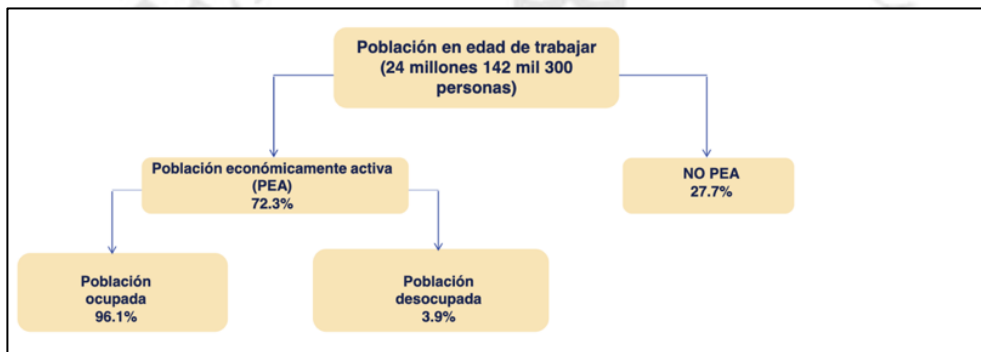 Población en edad de trabajar
(24 millones 142 mil 300
personas)
Población económicamente activa
(PEA)
72.3%
NO PEA
27.7%
Población
ocupada
96.1%
Población
desocupada
3.9%